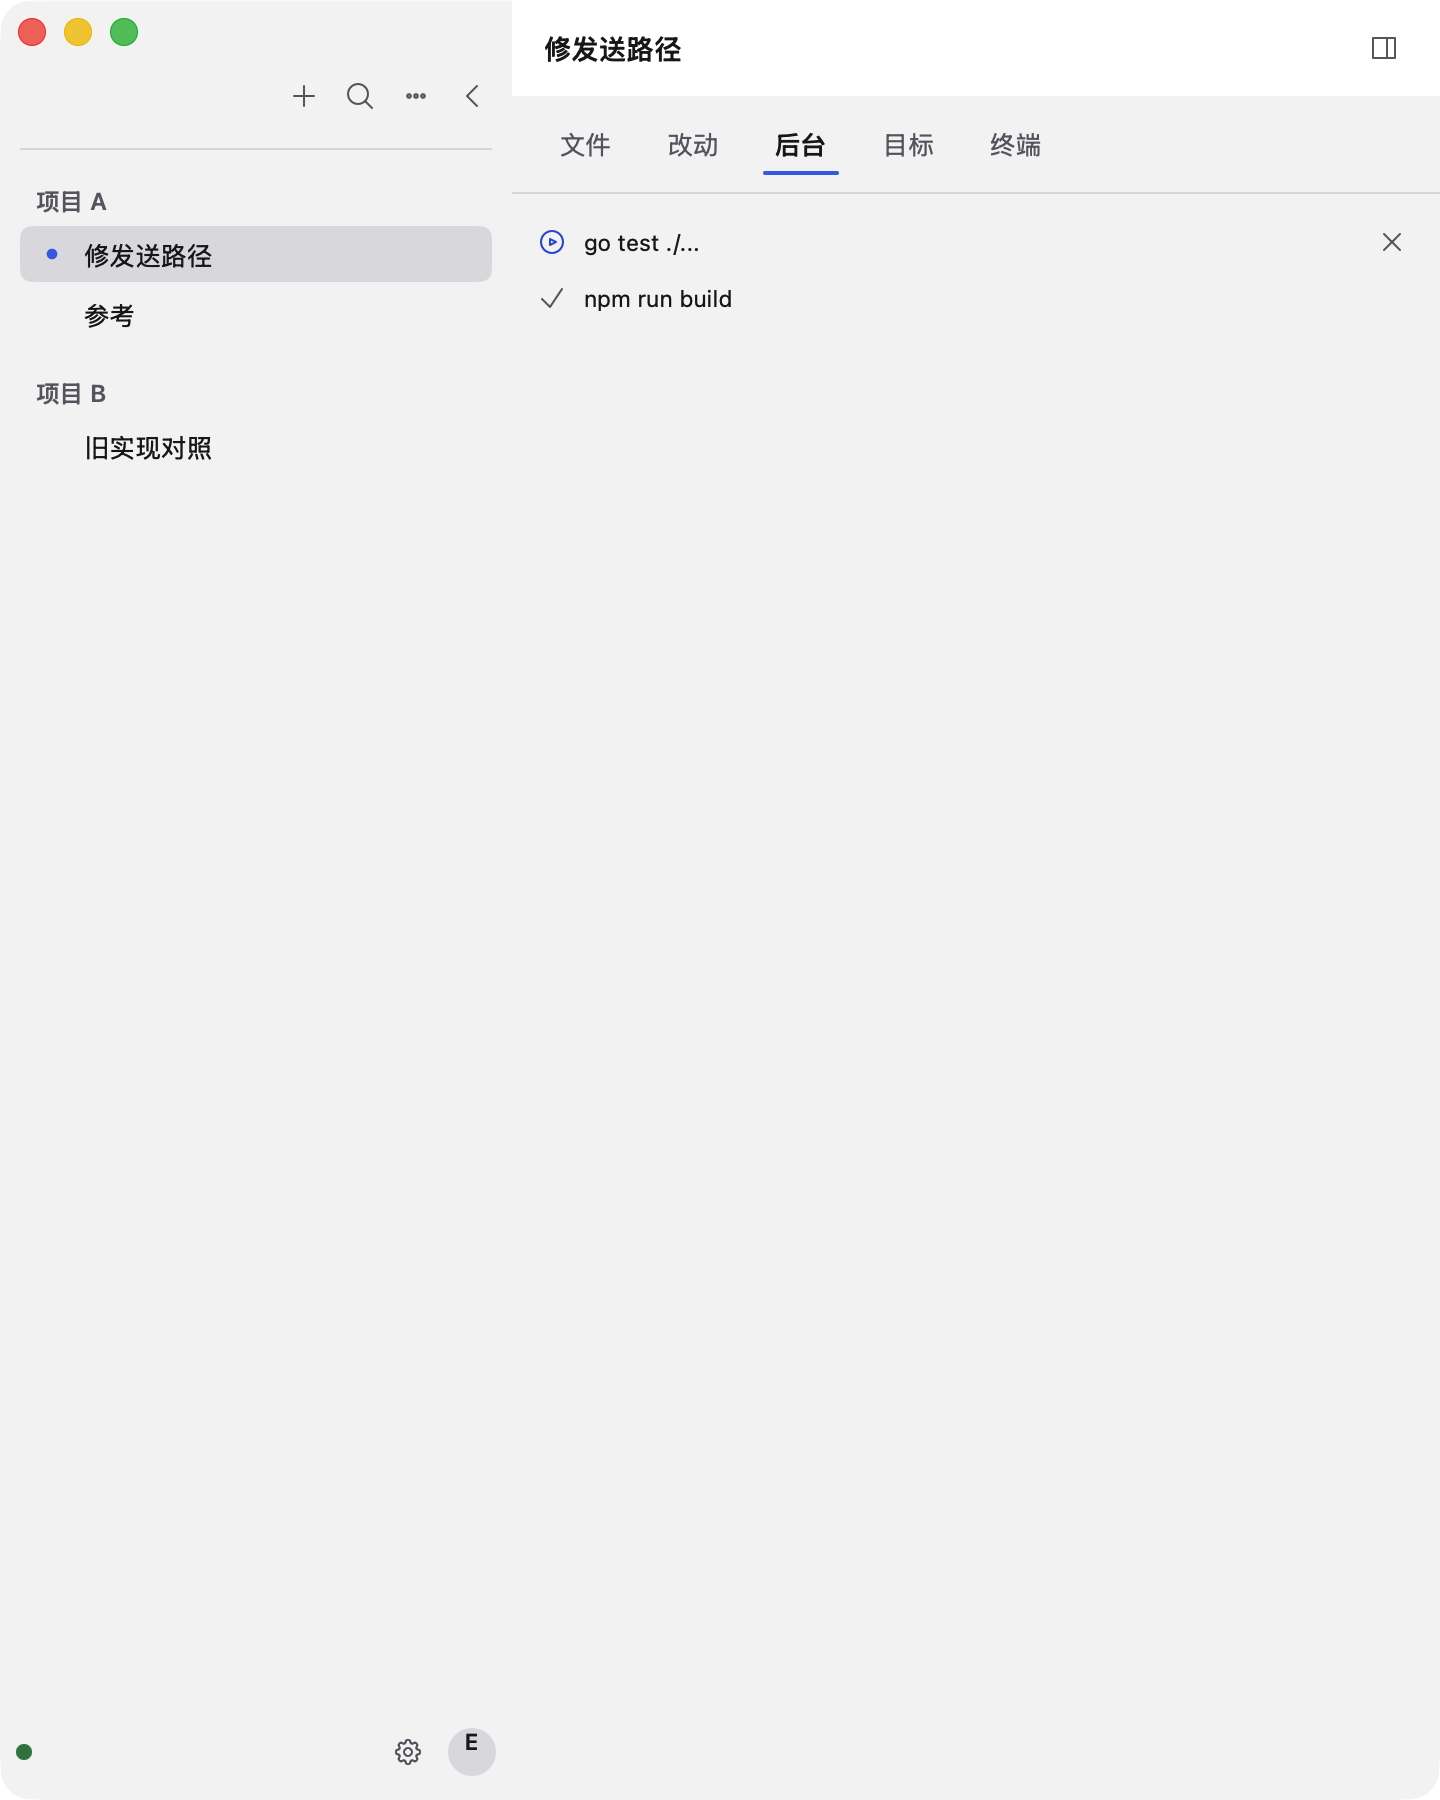 项目 A
修发送路径
参考
项目 B
旧实现对照
E
修发送路径
文件 改动 后台 目标 终端
go test ./...
npm run build